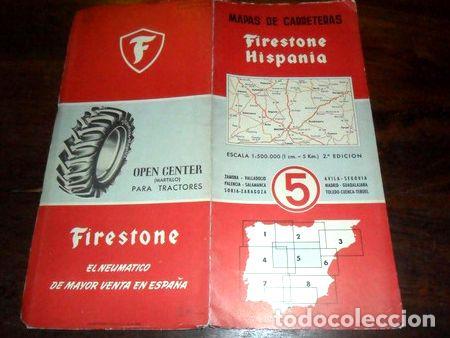 F
OPEN CENTER
(MARTILLO)
PARA TRACTORES
Firestone
EL NEUMATICO
DE MAYOR VENTA EN ESPAÑA
MAPAS DE CARRETERAS
Firestone
Hispania
ESCALA 1:500.000 (1 cm. - 5 Km.) 2.ª EDICION
ZAMORA - VALLADOLID
PALENCIA - SALAMANCA
SORIA - ZARAGOZA
5
AVILA - SEGOVIA
MADRID - GUADALAJARA
TOLEDO - CUENCA - TERUEL
1
2
3
4
5
6
7
8
todocoleccion.net